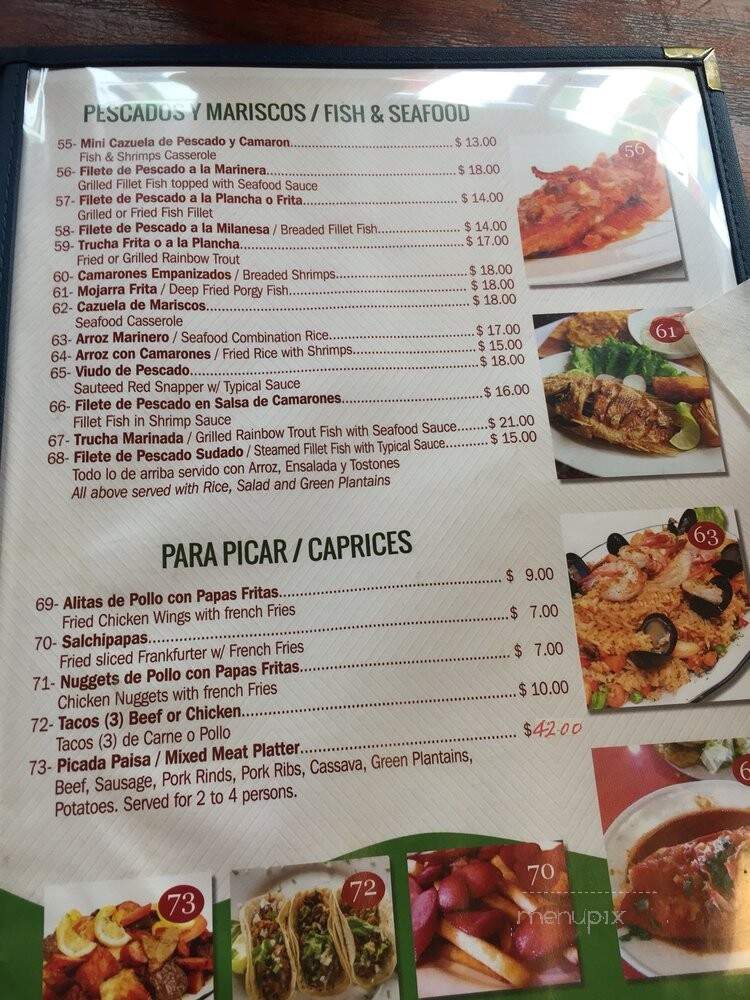 PESCADOS Y MARISCOS / FISH & SEAFOOD
55- Mini Cazuela de Pescado y Camaron.....$ 13.00
Fish & Shrimps Casserole
56- Filete de Pescado a la Marinera.....$ 18.00
Grilled Fillet Fish topped with Seafood Sauce
57- Filete de Pescado a la Plancha o Frita.....$ 14.00
Grilled or Fried Fish Fillet
58- Filete de Pescado a la Milanesa / Breaded Fillet Fish.....$ 14.00
59- Trucha Frita o a la Plancha.....$ 17.00
Fried or Grilled Rainbow Trout
60- Camarones Empanizados / Breaded Shrimps.....$ 18.00
61- Mojarra Frita / Deep Fried Porgy Fish.....$ 18.00
62- Cazuela de Mariscos.....$ 18.00
Seafood Casserole
63- Arroz Marinero / Seafood Combination Rice.....$ 17.00
64- Arroz con Camarones / Fried Rice with Shrimps.....$ 15.00
65- Viudo de Pescado.....$ 18.00
Sauteed Red Snapper w/ Typical Sauce
66- Filete de Pescado en Salsa de Camarones.....$ 16.00
Fillet Fish in Shrimp Sauce
67- Trucha Marinada / Grilled Rainbow Trout Fish with Seafood Sauce.....$ 21.00
68- Filete de Pescado Sudado / Steamed Fillet Fish with Typical Sauce.....$ 15.00
Todo lo de arriba servido con Arroz, Ensalada y Tostones
All above served with Rice, Salad and Green Plantains
PARA PICAR / CAPRICES
69- Alitas de Pollo con Papas Fritas.....$ 9.00
Fried Chicken Wings with french Fries
70- Salchipapas.....$ 7.00
Fried sliced Frankfurter w/ French Fries
71- Nuggets de Pollo con Papas Fritas.....$ 7.00
Chicken Nuggets with french Fries
72- Tacos (3) Beef or Chicken.....$ 10.00
Tacos (3) de Carne o Pollo
73- Picada Paisa / Mixed Meat Platter.....$42.00
Beef, Sausage, Pork Rinds, Pork Ribs, Cassava, Green Plantains,
Potatoes. Served for 2 to 4 persons.
56
61
63
73
72
70
menupix